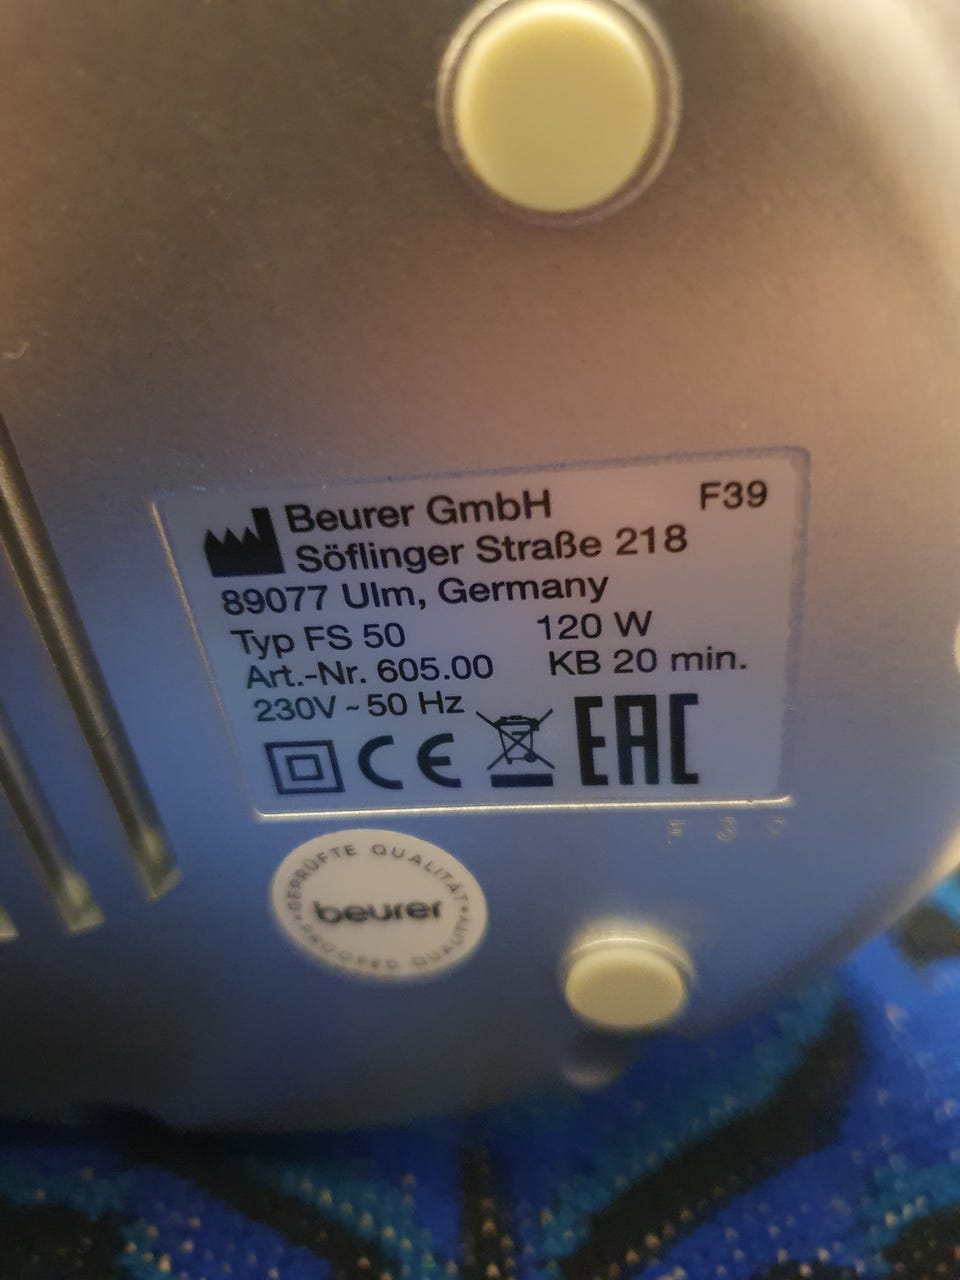 Beurer GmbH F39
Söflinger Straße 218
89077 Ulm, Germany
Typ FS 50 120 W
Art.-Nr. 605.00 KB 20 min.
230V ~ 50 Hz
CE EAC
F 39
GEPRÜFTE QUALITÄT
beurer
PROOFED QUALITY